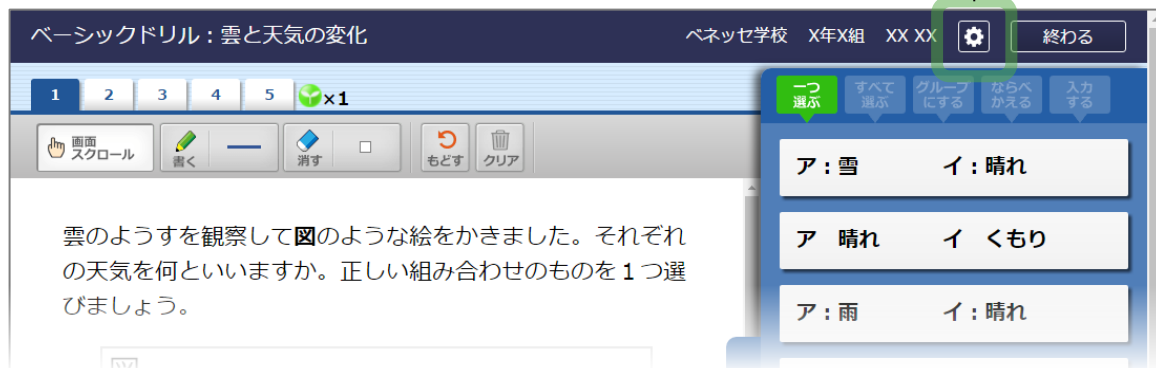 ベーシックドリル：雲と天気の変化
ベネッセ学校 X年X組 XX XX
終わる
1 2 3 4 5 ×1
一つ選ぶ
すべて選ぶ
グループにする
ならべかえる
入力する
画面スクロール
書く
消す
もどす
クリア
雲のようすを観察して図のような絵をかきました。それぞれ
の天気を何といいますか。正しい組み合わせのものを１つ選
びましょう。
ア：雪 イ：晴れ
ア 晴れ イ くもり
ア：雨 イ：晴れ